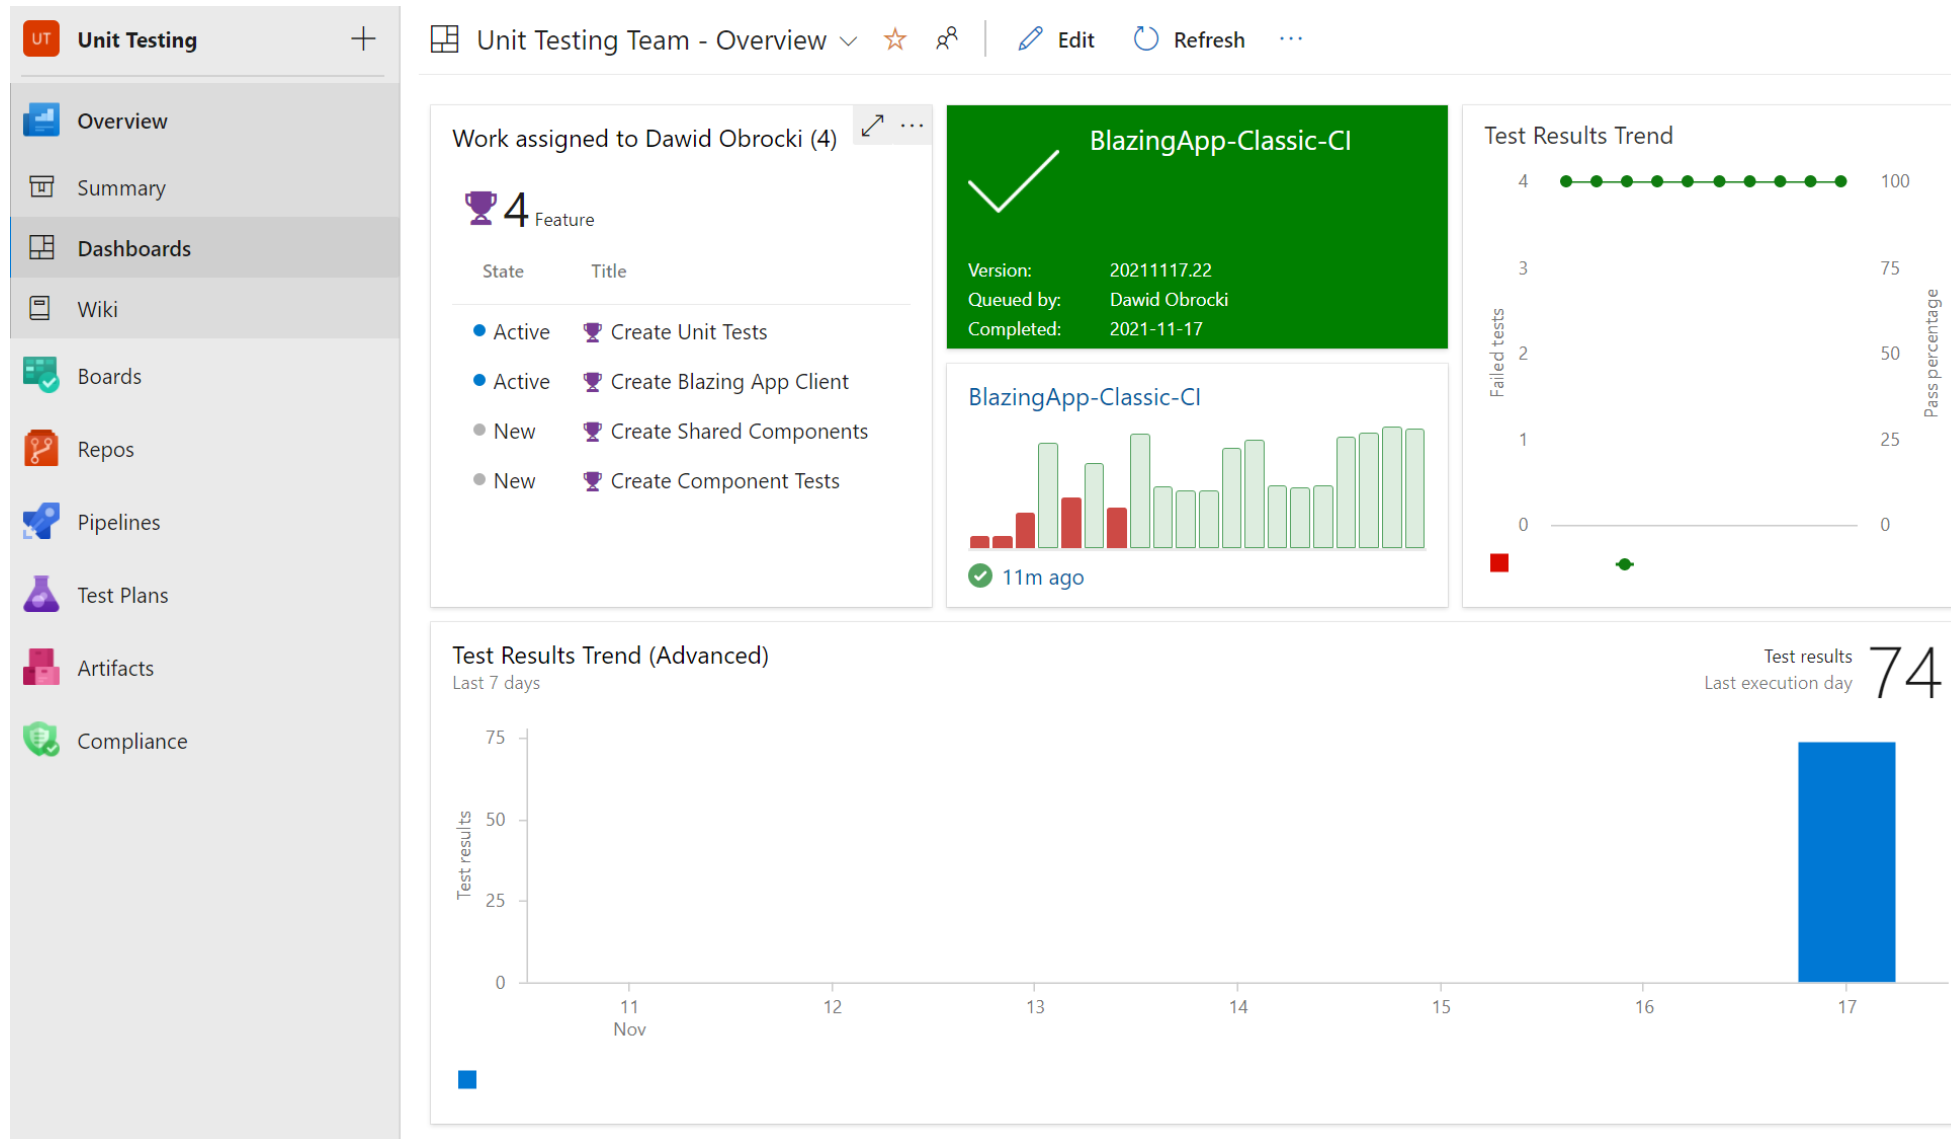 UT
Unit Testing
Overview
Summary
Dashboards
Wiki
Boards
Repos
Pipelines
Test Plans
Artifacts
Compliance
Unit Testing Team - Overview
Edit
Refresh
Work assigned to Dawid Obrocki (4)
4 Feature
State Title
Active Create Unit Tests
Active Create Blazing App Client
New Create Shared Components
New Create Component Tests
BlazingApp-Classic-CI
Version: 20211117.22
Queued by: Dawid Obrocki
Completed: 2021-11-17
BlazingApp-Classic-CI
11m ago
Test Results Trend
4 100
3 75
2 50
1 25
0 0
Failed tests
Pass percentage
Test Results Trend (Advanced)
Last 7 days
Test results
Last execution day
74
75
50
25
0
Test results
11 12 13 14 15 16 17
Nov